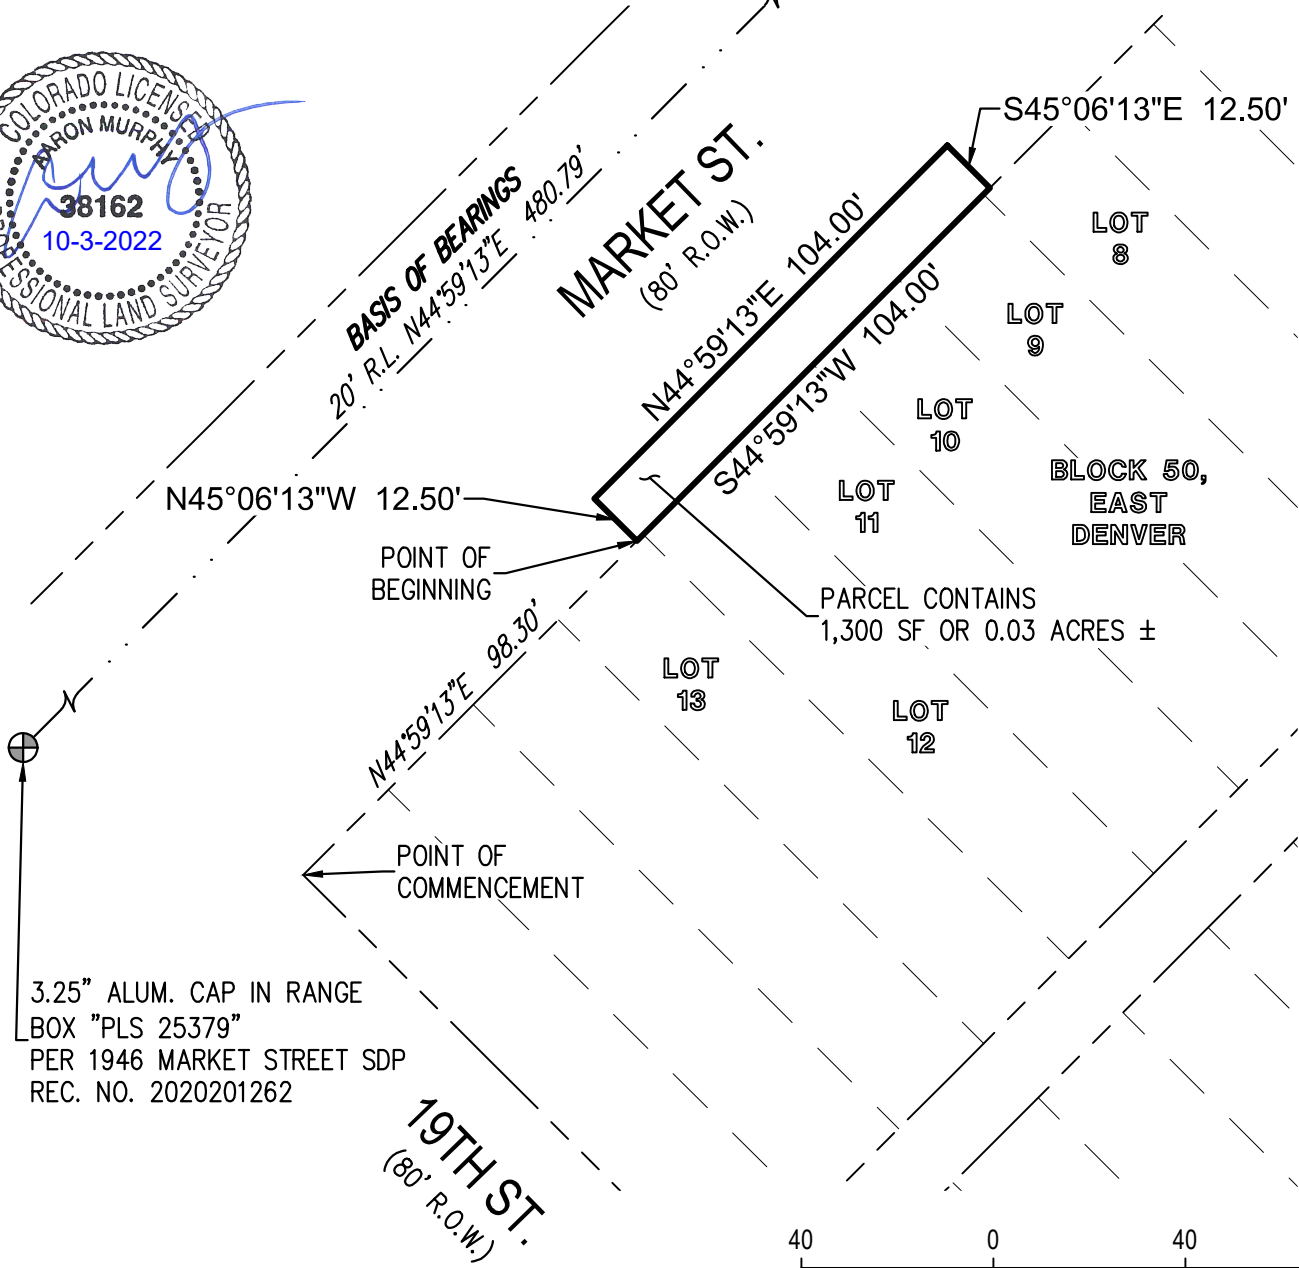 COLORADO LICENSED
AARON MURPHY
38162
10-3-2022
PROFESSIONAL LAND SURVEYOR
BASIS OF BEARINGS
20' R.L. N44°59'13"E 480.79'
MARKET ST.
(80' R.O.W.)
S45°06'13"E 12.50'
N44°59'13"E 104.00'
S44°59'13"W 104.00'
LOT
8
LOT
9
LOT
10
LOT
11
BLOCK 50,
EAST
DENVER
N45°06'13"W 12.50'
POINT OF
BEGINNING
PARCEL CONTAINS
1,300 SF OR 0.03 ACRES ±
N44°59'13"E 98.30'
LOT
13
LOT
12
POINT OF
COMMENCEMENT
3.25" ALUM. CAP IN RANGE
BOX "PLS 25379"
PER 1946 MARKET STREET SDP
REC. NO. 2020201262
19TH ST.
(80' R.O.W.)
40 0 40